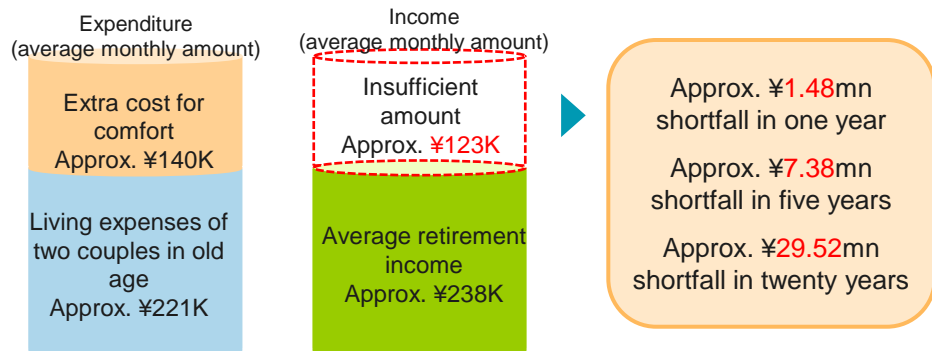 Expenditure
(average monthly amount)
Extra cost for
comfort
Approx. ¥140K
Living expenses of
two couples in old
age
Approx. ¥221K
Income
(average monthly amount)
Insufficient
amount
Approx. ¥123K
Average retirement
income
Approx. ¥238K
Approx. ¥1.48mn
shortfall in one year
Approx. ¥7.38mn
shortfall in five years
Approx. ¥29.52mn
shortfall in twenty years